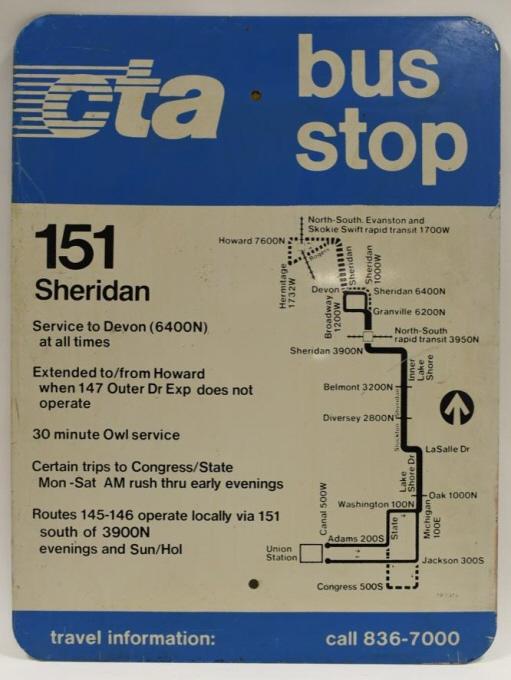 cta
bus
stop
151
Sheridan
Service to Devon (6400N)
at all times
Extended to/from Howard
when 147 Outer Dr Exp does not
operate
30 minute Owl service
Certain trips to Congress/State
Mon-Sat AM rush thru early evenings
Routes 145-146 operate locally via 151
south of 3900N
evenings and Sun/Hol
North-South, Evanston and
Skokie Swift rapid transit 1700W
Howard 7600N
Rogers
Hermitage
1732W
Sheridan
Sheridan
1000W
Devon
Sheridan 6400N
Broadway
1200W
Granville 6200N
North-South
rapid transit 3950N
Sheridan 3900N
Inner
Lake
Shore
Belmont 3200N
Sheridan
Diversey 2800N
Stockton
LaSalle Dr
Lake
Shore Dr
Oak 1000N
Washington 100N
Canal 500W
State
Michigan
100E
Adams 200S
Union
Station
Jackson 300S
Congress 500S
travel information:
call 836-7000